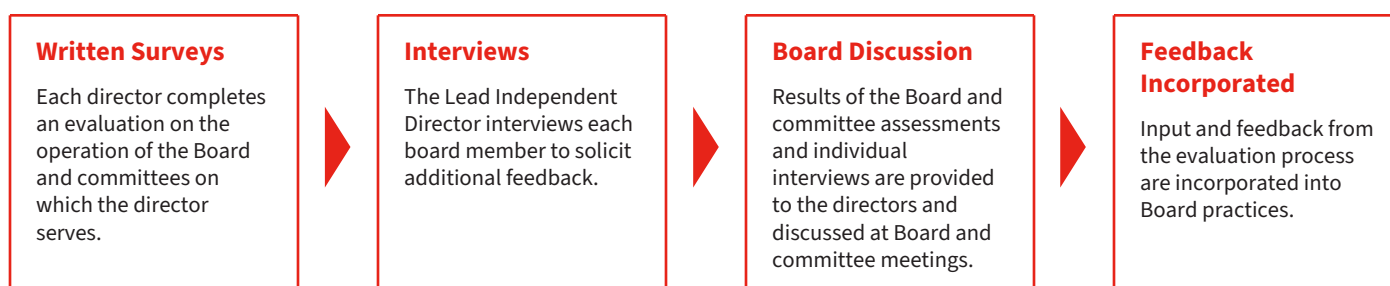 Written Surveys
Each director completes
an evaluation on the
operation of the Board
and committees on
which the director
serves.
Interviews
The Lead Independent
Director interviews each
board member to solicit
additional feedback.
Board Discussion
Results of the Board and
committee assessments
and individual
interviews are provided
to the directors and
discussed at Board and
committee meetings.
Feedback
Incorporated
Input and feedback from
the evaluation process
are incorporated into
Board practices.